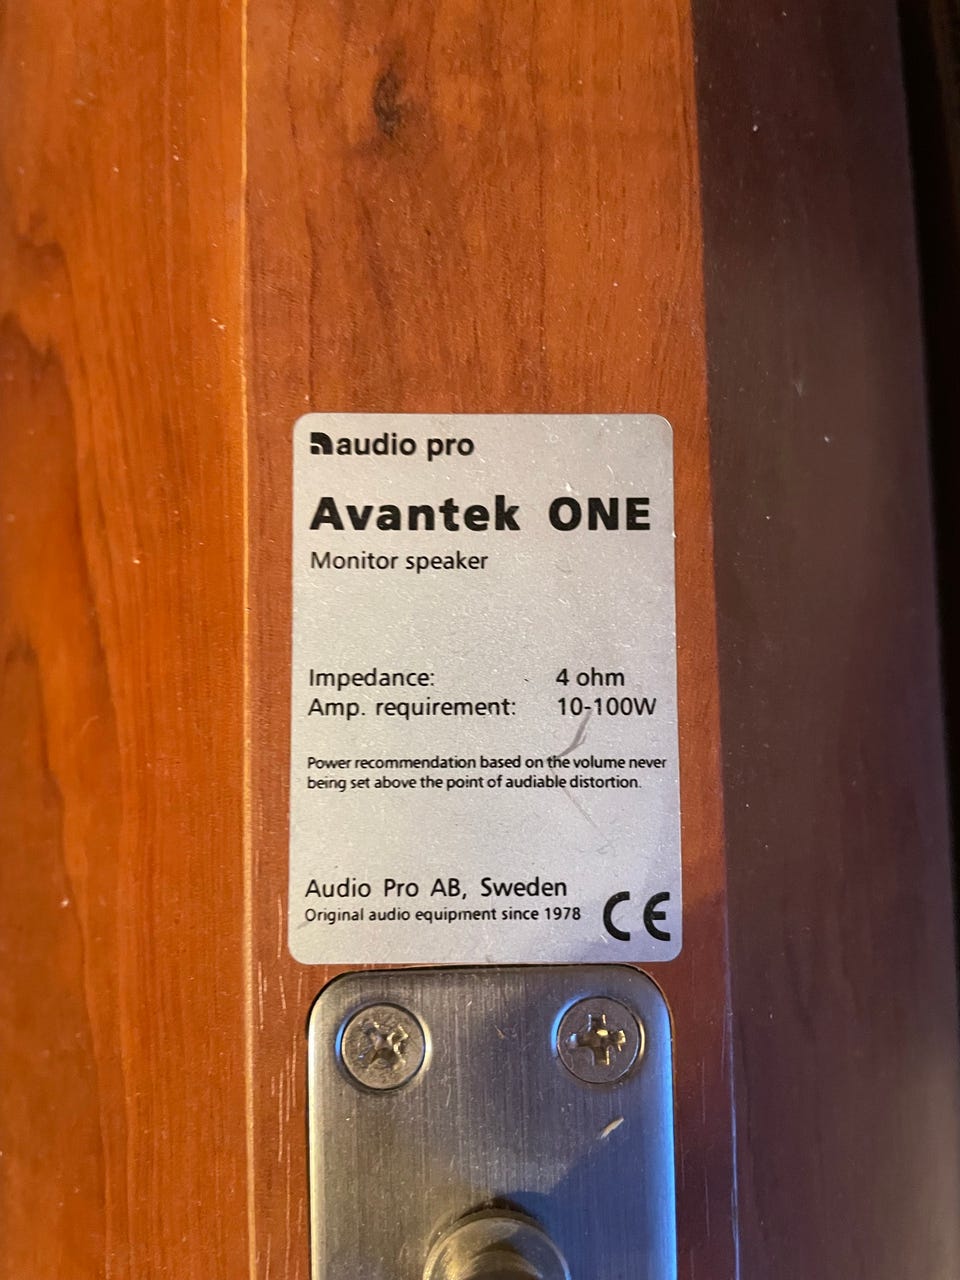 audio pro
Avantek ONE
Monitor speaker
Impedance: 4 ohm
Amp. requirement: 10-100W
Power recommendation based on the volume never
being set above the point of audiable distortion.
Audio Pro AB, Sweden
Original audio equipment since 1978
CE